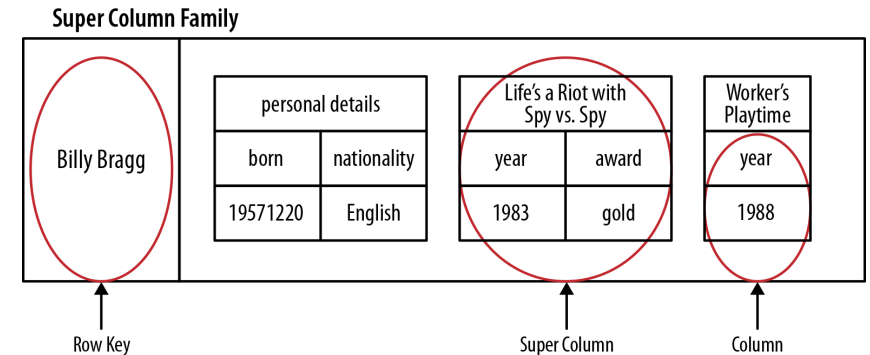 Super Column Family
Billy Bragg
personal details
born nationality
19571220 English
Life's a Riot with
Spy vs. Spy
year award
1983 gold
Worker's
Playtime
year
1988
Row Key
Super Column
Column